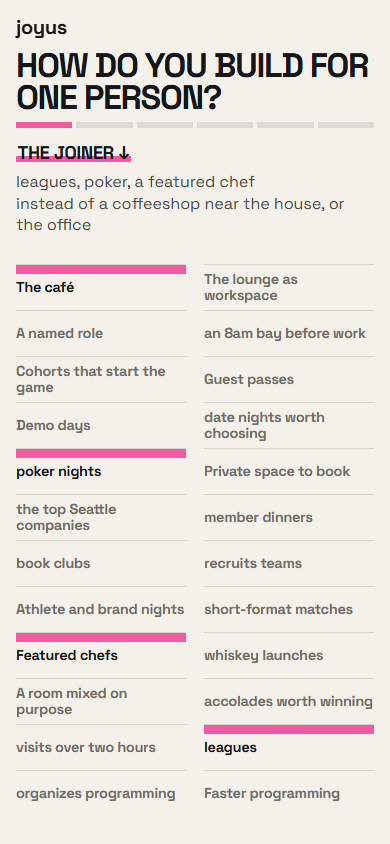 joyus
HOW DO YOU BUILD FOR
ONE PERSON?
THE JOINER ↓
leagues, poker, a featured chef
instead of a coffeeshop near the house, or
the office
The café
A named role
Cohorts that start the
game
Demo days
poker nights
the top Seattle
companies
book clubs
Athlete and brand nights
Featured chefs
A room mixed on
purpose
visits over two hours
organizes programming
The lounge as
workspace
an 8am bay before work
Guest passes
date nights worth
choosing
Private space to book
member dinners
recruits teams
short-format matches
whiskey launches
accolades worth winning
leagues
Faster programming